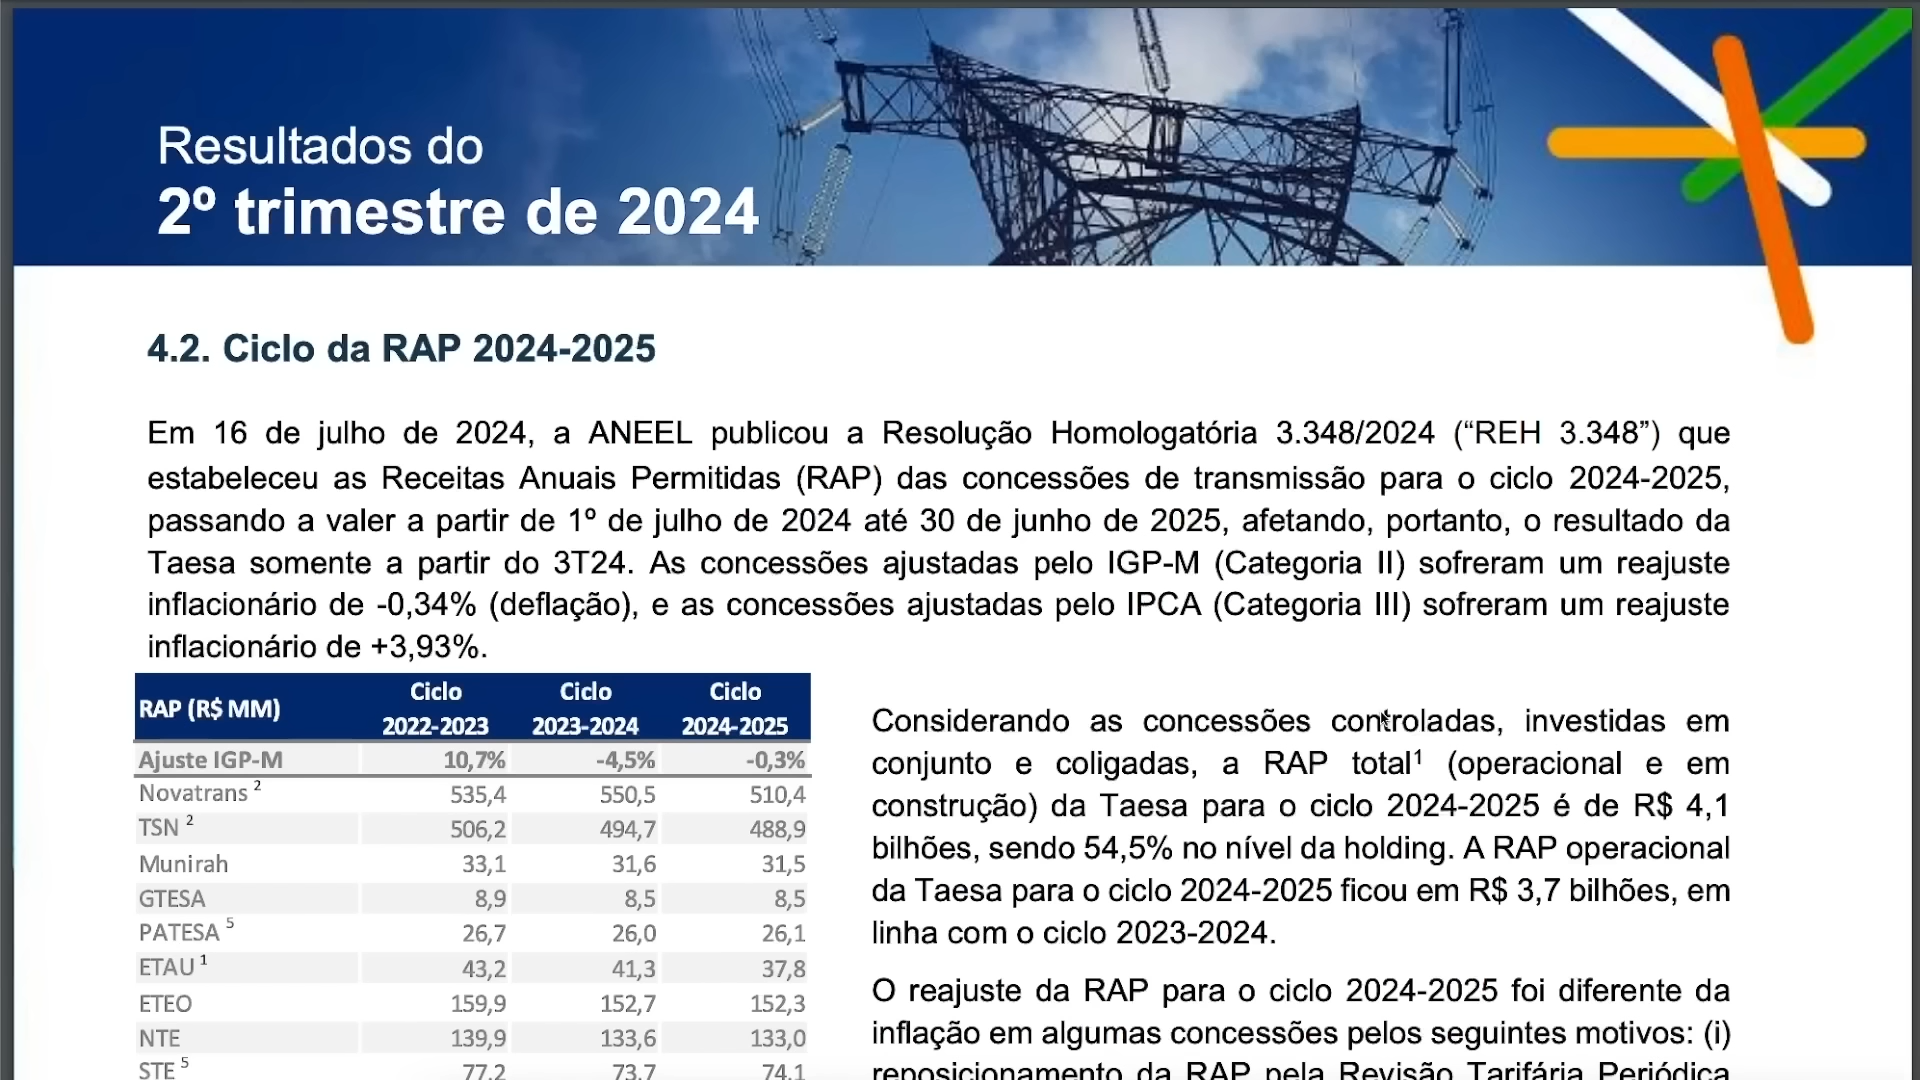 Resultados do
2º trimestre de 2024
4.2. Ciclo da RAP 2024-2025
Em 16 de julho de 2024, a ANEEL publicou a Resolução Homologatória 3.348/2024 (“REH 3.348”) que
estabeleceu as Receitas Anuais Permitidas (RAP) das concessões de transmissão para o ciclo 2024-2025,
passando a valer a partir de 1º de julho de 2024 até 30 de junho de 2025, afetando, portanto, o resultado da
Taesa somente a partir do 3T24. As concessões ajustadas pelo IGP-M (Categoria II) sofreram um reajuste
inflacionário de -0,34% (deflação), e as concessões ajustadas pelo IPCA (Categoria III) sofreram um reajuste
inflacionário de +3,93%.
RAP (R$ MM) Ciclo 2022-2023 Ciclo 2023-2024 Ciclo 2024-2025
Ajuste IGP-M 10,7% -4,5% -0,3%
Novatrans ² 535,4 550,5 510,4
TSN ² 506,2 494,7 488,9
Munirah 33,1 31,6 31,5
GTESA 8,9 8,5 8,5
PATESA ⁵ 26,7 26,0 26,1
ETAU ¹ 43,2 41,3 37,8
ETEO 159,9 152,7 152,3
NTE 139,9 133,6 133,0
STE ⁵ 77,2 73,7 74,1
Considerando as concessões controladas, investidas em
conjunto e coligadas, a RAP total¹ (operacional e em
construção) da Taesa para o ciclo 2024-2025 é de R$ 4,1
bilhões, sendo 54,5% no nível da holding. A RAP operacional
da Taesa para o ciclo 2024-2025 ficou em R$ 3,7 bilhões, em
linha com o ciclo 2023-2024.
O reajuste da RAP para o ciclo 2024-2025 foi diferente da
inflação em algumas concessões pelos seguintes motivos: (i)
reposicionamento da RAP pela Revisão Tarifária Periódica